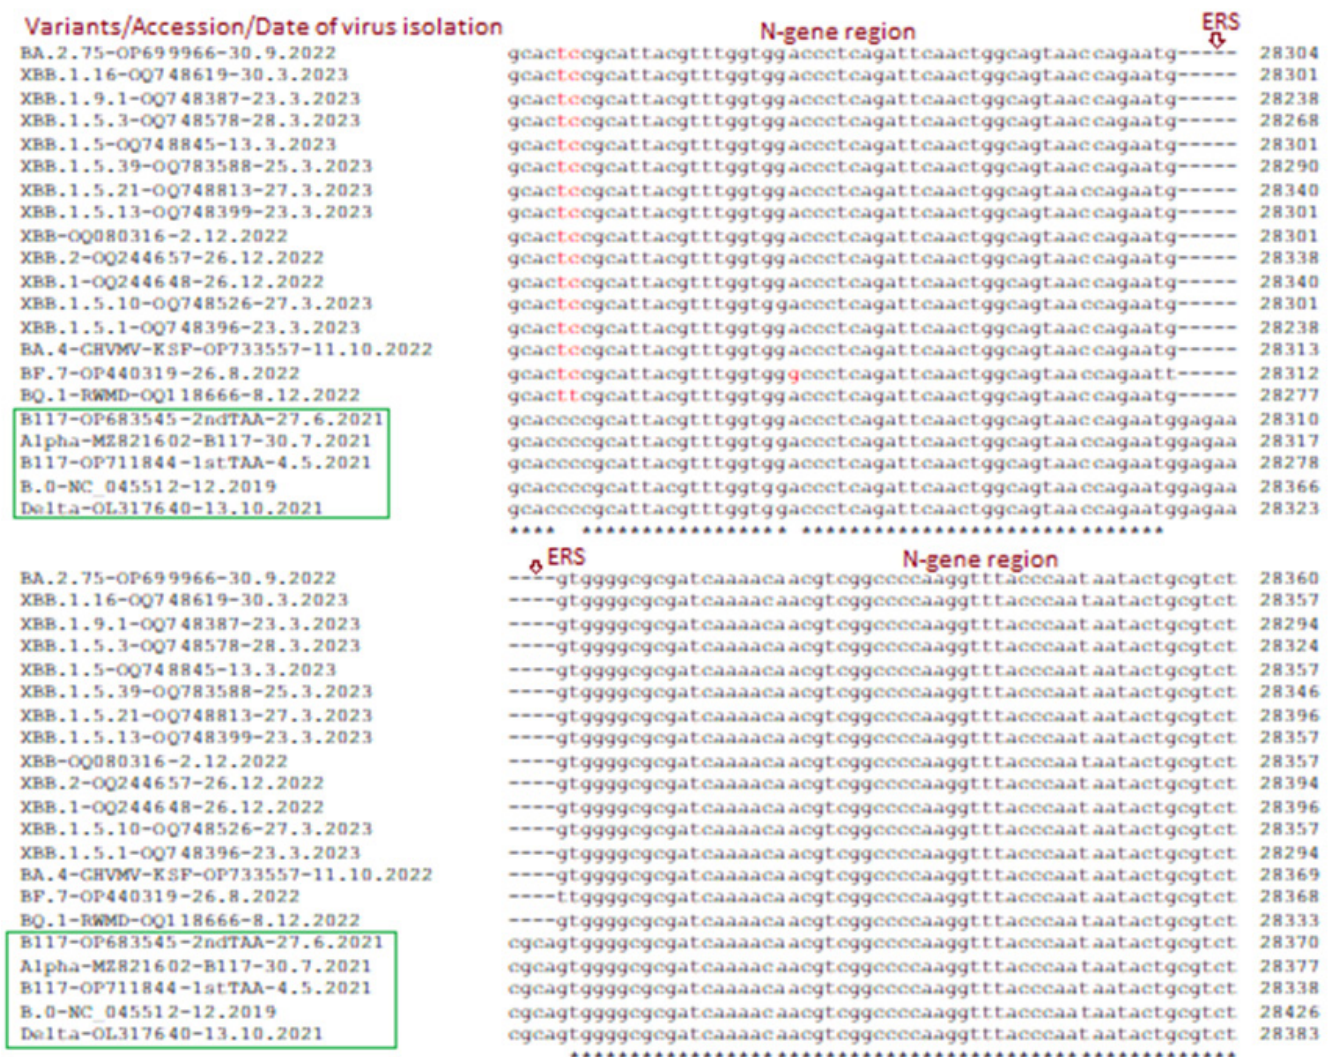 Variants/Accession/Date of virus isolation N-gene region ERS
BA.2.75-OP699966-30.9.2022 gcactccgcattacgtttggtggaccctcagattcaactggcagtaaccagaatg----- 28304
XBB.1.16-OQ748619-30.3.2023 gcactccgcattacgtttggtggaccctcagattcaactggcagtaaccagaatg----- 28301
XBB.1.9.1-OQ748387-23.3.2023 gcactccgcattacgtttggtggaccctcagattcaactggcagtaaccagaatg----- 28238
XBB.1.5.3-OQ748578-28.3.2023 gcactccgcattacgtttggtggaccctcagattcaactggcagtaaccagaatg----- 28268
XBB.1.5-OQ748845-13.3.2023 gcactccgcattacgtttggtggaccctcagattcaactggcagtaaccagaatg----- 28301
XBB.1.5.39-OQ783588-25.3.2023 gcactccgcattacgtttggtggaccctcagattcaactggcagtaaccagaatg----- 28290
XBB.1.5.21-OQ748813-27.3.2023 gcactccgcattacgtttggtggaccctcagattcaactggcagtaaccagaatg----- 28340
XBB.1.5.13-OQ748399-23.3.2023 gcactccgcattacgtttggtggaccctcagattcaactggcagtaaccagaatg----- 28301
XBB-OQ080316-2.12.2022 gcactccgcattacgtttggtggaccctcagattcaactggcagtaaccagaatg----- 28301
XBB.2-OQ244657-26.12.2022 gcactccgcattacgtttggtggaccctcagattcaactggcagtaaccagaatg----- 28338
XBB.1-OQ244648-26.12.2022 gcactccgcattacgtttggtggaccctcagattcaactggcagtaaccagaatg----- 28340
XBB.1.5.10-OQ748526-27.3.2023 gcactccgcattacgtttggtggaccctcagattcaactggcagtaaccagaatg----- 28301
XBB.1.5.1-OQ748396-23.3.2023 gcactccgcattacgtttggtggaccctcagattcaactggcagtaaccagaatg----- 28238
BA.4-GHVMV-KSF-OP733557-11.10.2022 gcactccgcattacgtttggtggaccctcagattcaactggcagtaaccagaatg----- 28313
BF.7-OP440319-26.8.2022 gcactccgcattacgtttggtgggccctcagattcaactggcagtaaccagaatt----- 28312
BQ.1-RWMD-OQ118666-8.12.2022 gcacttcgcattacgtttggtggaccctcagattcaactggcagtaaccagaatg----- 28277
B117-OP683545-2ndTAA-27.6.2021 gcaccccgcattacgtttggtggaccctcagattcaactggcagtaaccagaatggagaa 28310
Alpha-MZ821602-B117-30.7.2021 gcaccccgcattacgtttggtggaccctcagattcaactggcagtaaccagaatggagaa 28317
B117-OP711844-1stTAA-4.5.2021 gcaccccgcattacgtttggtggaccctcagattcaactggcagtaaccagaatggagaa 28278
B.0-NC_045512-12.2019 gcaccccgcattacgtttggtggaccctcagattcaactggcagtaaccagaatggagaa 28366
Delta-OL317640-13.10.2021 gcaccccgcattacgtttggtggaccctcagattcaactggcagtaaccagaatggagaa 28323
**** ***************** ******************************
ERS N-gene region
BA.2.75-OP699966-30.9.2022 ----gtggggcgcgatcaaaacaacgtcggccccaaggtttacccaataatactgcgtct 28360
XBB.1.16-OQ748619-30.3.2023 ----gtggggcgcgatcaaaacaacgtcggccccaaggtttacccaataatactgcgtct 28357
XBB.1.9.1-OQ748387-23.3.2023 ----gtggggcgcgatcaaaacaacgtcggccccaaggtttacccaataatactgcgtct 28294
XBB.1.5.3-OQ748578-28.3.2023 ----gtggggcgcgatcaaaacaacgtcggccccaaggtttacccaataatactgcgtct 28324
XBB.1.5-OQ748845-13.3.2023 ----gtggggcgcgatcaaaacaacgtcggccccaaggtttacccaataatactgcgtct 28357
XBB.1.5.39-OQ783588-25.3.2023 ----gtggggcgcgatcaaaacaacgtcggccccaaggtttacccaataatactgcgtct 28346
XBB.1.5.21-OQ748813-27.3.2023 ----gtggggcgcgatcaaaacaacgtcggccccaaggtttacccaataatactgcgtct 28396
XBB.1.5.13-OQ748399-23.3.2023 ----gtggggcgcgatcaaaacaacgtcggccccaaggtttacccaataatactgcgtct 28357
XBB-OQ080316-2.12.2022 ----gtggggcgcgatcaaaacaacgtcggccccaaggtttacccaataatactgcgtct 28357
XBB.2-OQ244657-26.12.2022 ----gtggggcgcgatcaaaacaacgtcggccccaaggtttacccaataatactgcgtct 28394
XBB.1-OQ244648-26.12.2022 ----gtggggcgcgatcaaaacaacgtcggccccaaggtttacccaataatactgcgtct 28396
XBB.1.5.10-OQ748526-27.3.2023 ----gtggggcgcgatcaaaacaacgtcggccccaaggtttacccaataatactgcgtct 28357
XBB.1.5.1-OQ748396-23.3.2023 ----gtggggcgcgatcaaaacaacgtcggccccaaggtttacccaataatactgcgtct 28294
BA.4-GHVMV-KSF-OP733557-11.10.2022 ----gtggggcgcgatcaaaacaacgtcggccccaaggtttacccaataatactgcgtct 28369
BF.7-OP440319-26.8.2022 ----ttggggcgcgatcaaaacaacgtcggccccaaggtttacccaataatactgcgtct 28368
BQ.1-RWMD-OQ118666-8.12.2022 ----gtggggcgcgatcaaaacaacgtcggccccaaggtttacccaataatactgcgtct 28333
B117-OP683545-2ndTAA-27.6.2021 cgcagtggggcgcgatcaaaacaacgtcggccccaaggtttacccaataatactgcgtct 28370
Alpha-MZ821602-B117-30.7.2021 cgcagtggggcgcgatcaaaacaacgtcggccccaaggtttacccaataatactgcgtct 28377
B117-OP711844-1stTAA-4.5.2021 cgcagtggggcgcgatcaaaacaacgtcggccccaaggtttacccaataatactgcgtct 28338
B.0-NC_045512-12.2019 cgcagtggggcgcgatcaaaacaacgtcggccccaaggtttacccaataatactgcgtct 28426
Delta-OL317640-13.10.2021 cgcagtggggcgcgatcaaaacaacgtcggccccaaggtttacccaataatactgcgtct 28383
*******************************************************